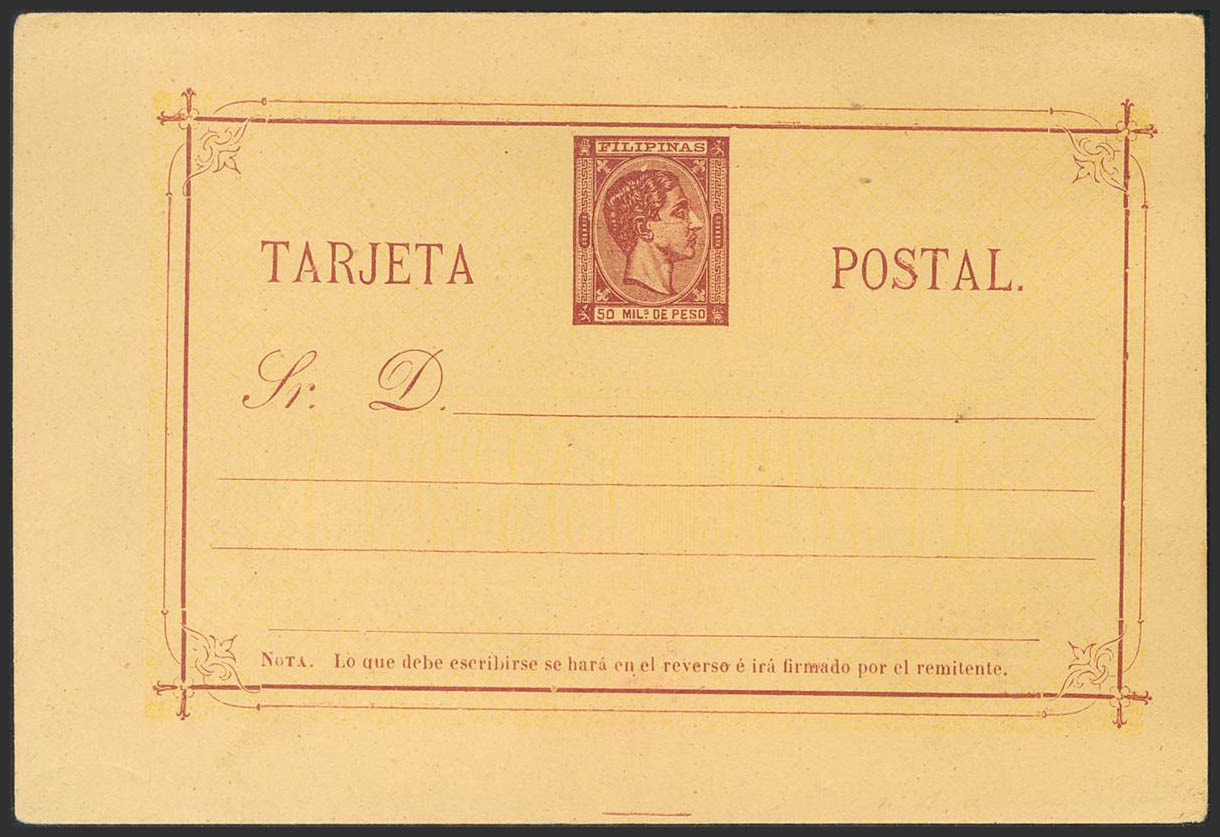 FILIPINAS
TARJETA POSTAL.
50 MILS. DE PESO
Sr. D.
NOTA. Lo que debe escribirse se hará en el reverso é irá firmado por el remitente.